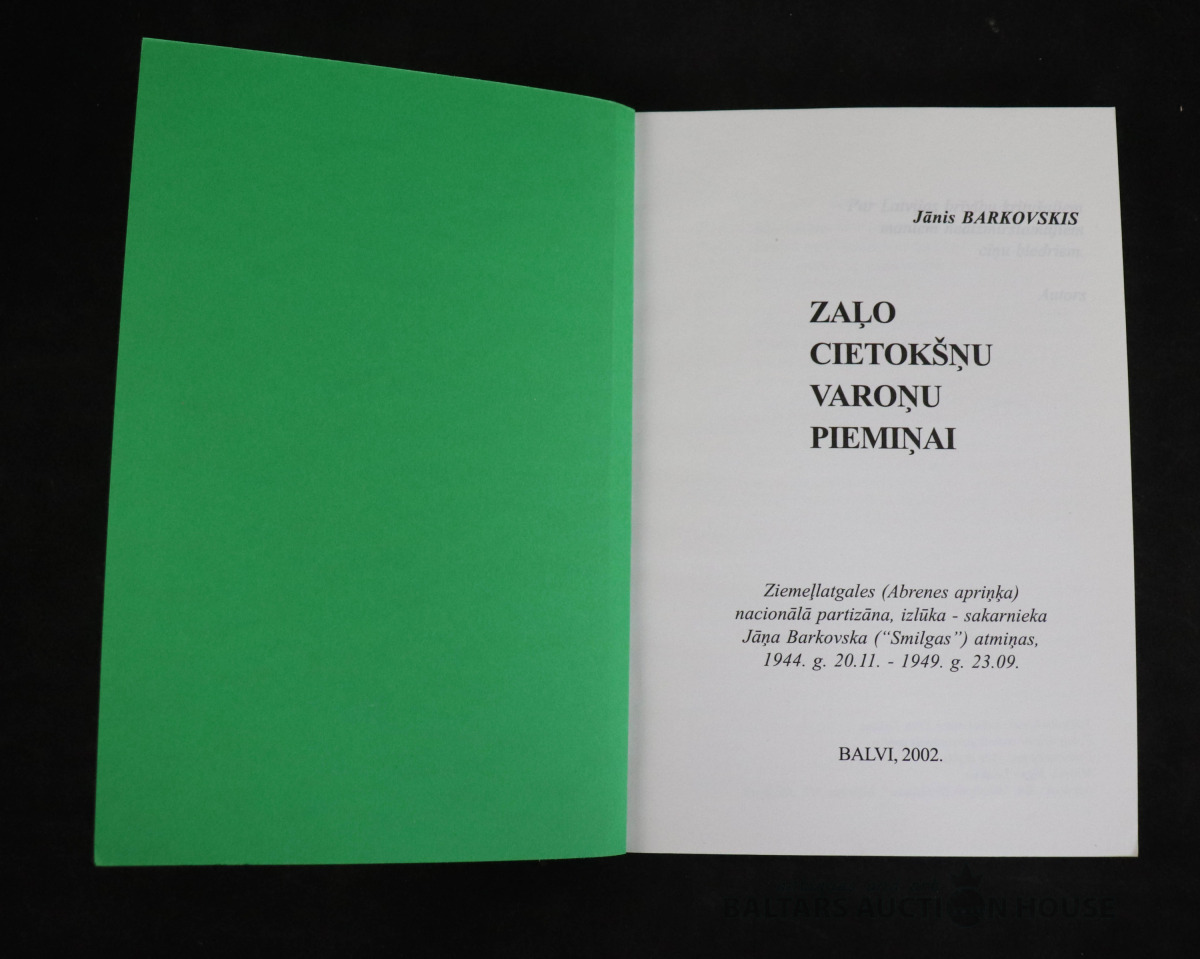 Jānis BARKOVSKIS
ZAĻO
CIETOKŠŅU
VAROŅU
PIEMIŅAI
Ziemeļlatgales (Abrenes apriņķa)
nacionālā partizāna, izlūka - sakarnieka
Jāņa Barkovska (“Smilgas”) atmiņas,
1944. g. 20.11. - 1949. g. 23.09.
BALVI, 2002.
BALTARS AUCTION HOUSE